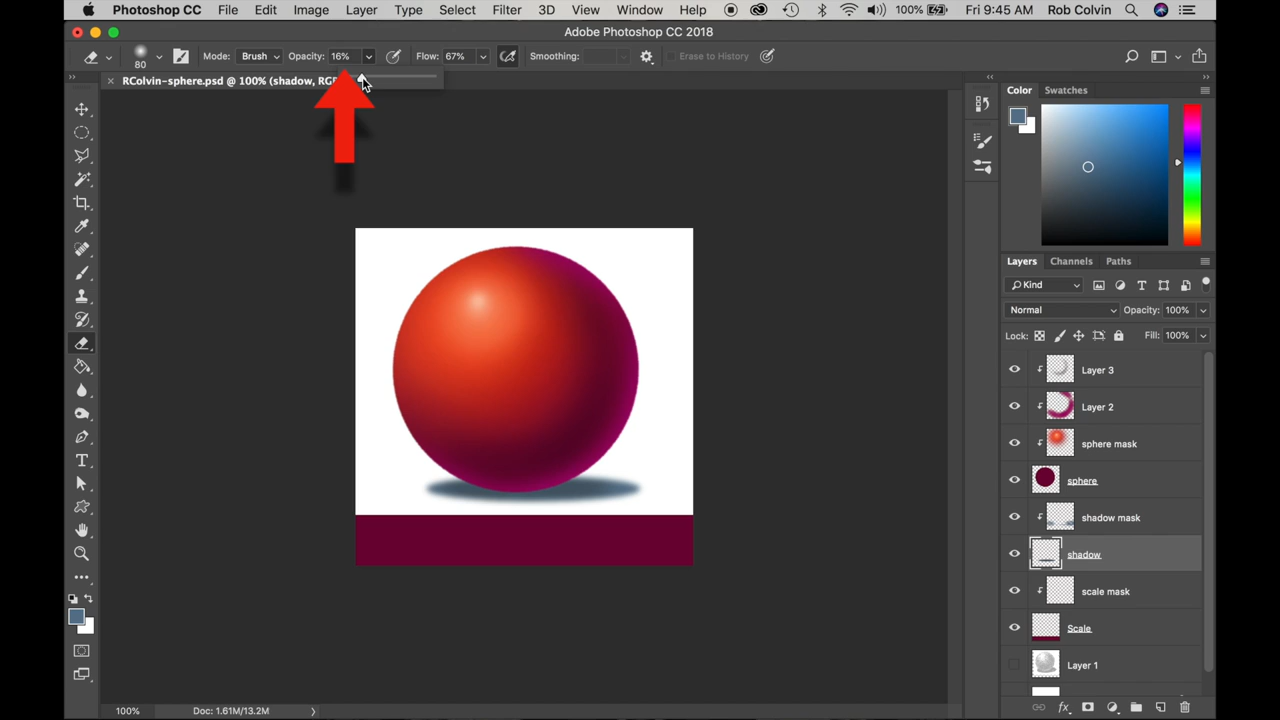 Photoshop CC File Edit Image Layer Type Select Filter 3D View Window Help 100% Fri 9:45 AM Rob Colvin
Adobe Photoshop CC 2018
80 Mode: Brush Opacity: 16% Flow: 67% Smoothing: Erase to History
RColvin-sphere.psd @ 100% (shadow, RG
Color Swatches
Layers Channels Paths
Kind
Normal Opacity: 100%
Lock: Fill: 100%
Layer 3
Layer 2
sphere mask
sphere
shadow mask
shadow
scale mask
Scale
Layer 1
100% Doc: 1.61M/13.2M